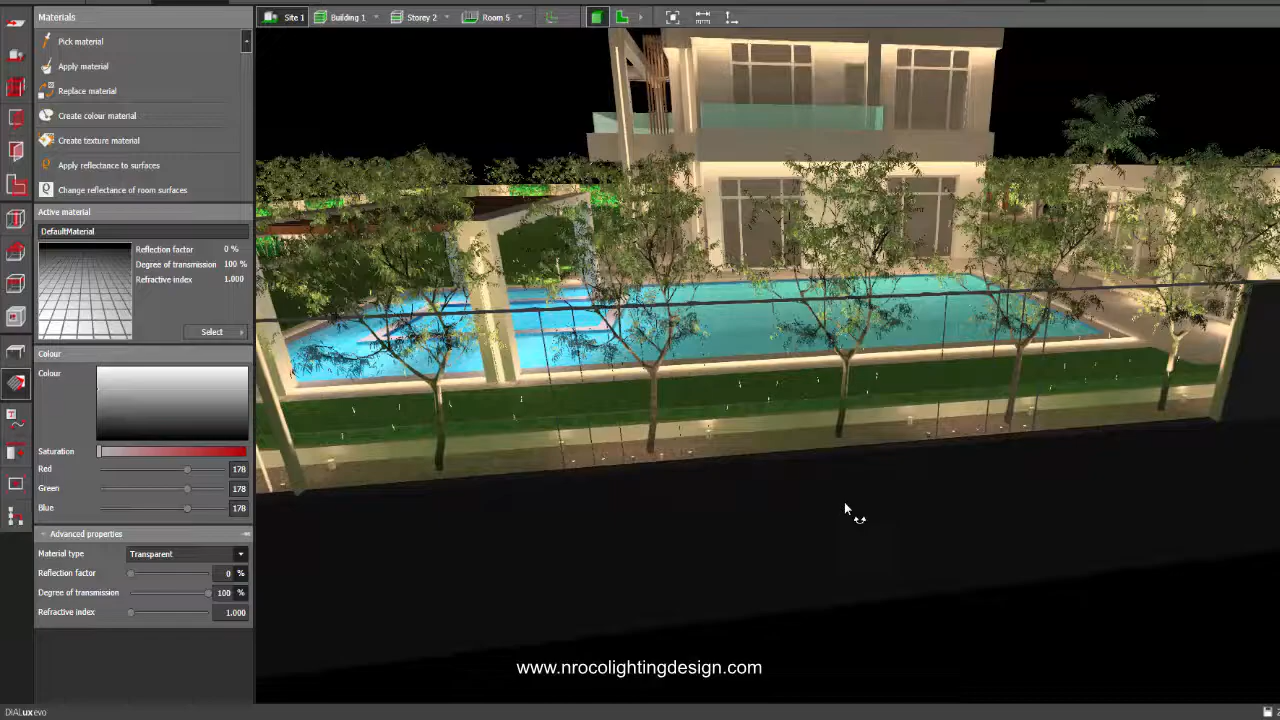 Materials
Site 1
Building 1
Storey 2
Room 5
Pick material
Apply material
Replace material
Create colour material
Create texture material
Apply reflectance to surfaces
Change reflectance of room surfaces
Active material
DefaultMaterial
Reflection factor 0 %
Degree of transmission 100 %
Refractive index 1.000
Select
Colour
Colour
Saturation
Red 178
Green 178
Blue 178
Advanced properties
Material type Transparent
Reflection factor 0 %
Degree of transmission 100 %
Refractive index 1.000
www.nrocolightingdesign.com
DIALuxevo